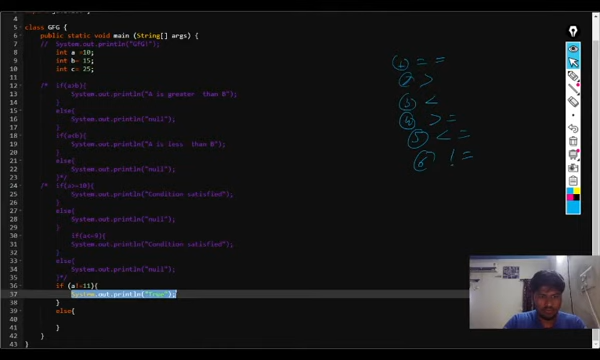 class GFG {
public static void main (String[] args) {
// System.out.println("GFG!");
int a =10;
int b= 15;
int c= 25;
/* if(a>b){
System.out.println("A is greater than B");
}
else{
System.out.println("null");
}
if(a<b){
System.out.println("A is less than B");
}
else{
System.out.println("null");
}*/
/* if(a>=10){
System.out.println("Condition satisfied");
}
else{
System.out.println("null");
}
if(a<=9){
System.out.println("Condition satisfied");
}
else{
System.out.println("null");
}*/
if (a!=11){
System.out.println("True");
}
else{
}
}
}
① = =
② >
③ <
④ > =
⑤ < =
⑥ ! =